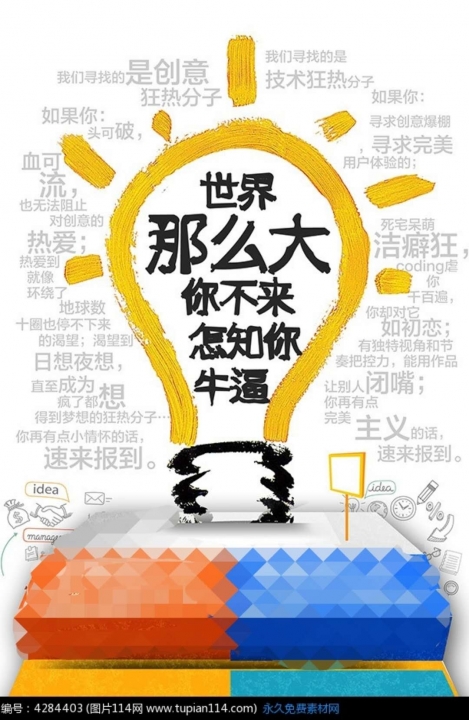 我们寻找的是创意
狂热分子
如果你：
头可破，
血可
流，
也无法阻止
对创意的
热爱；
热爱到
就像
环绕了
地球数
十圈也停不下来
的渴望；渴望到
日想夜想，
直至成为
疯了都想
得到梦想的狂热分子…
你再有点小情怀的话，
速来报到。
我们寻找的是
技术狂热分子
如果你：
寻求创意爆棚
，寻求完美
用户体验的；
死宅呆萌
洁癖狂，
coding虐
你
千百遍，
你却对它
如初恋；
有独特视角和节
奏把控力，能用作品
让别人闭嘴；
你再有点
完美
主义的话，
速来报到。
世界
那么大
你不来
怎知你
牛逼
idea
manage
idea
编号：4284403 (图片114网 www.tupian114.com) 永久免费素材网